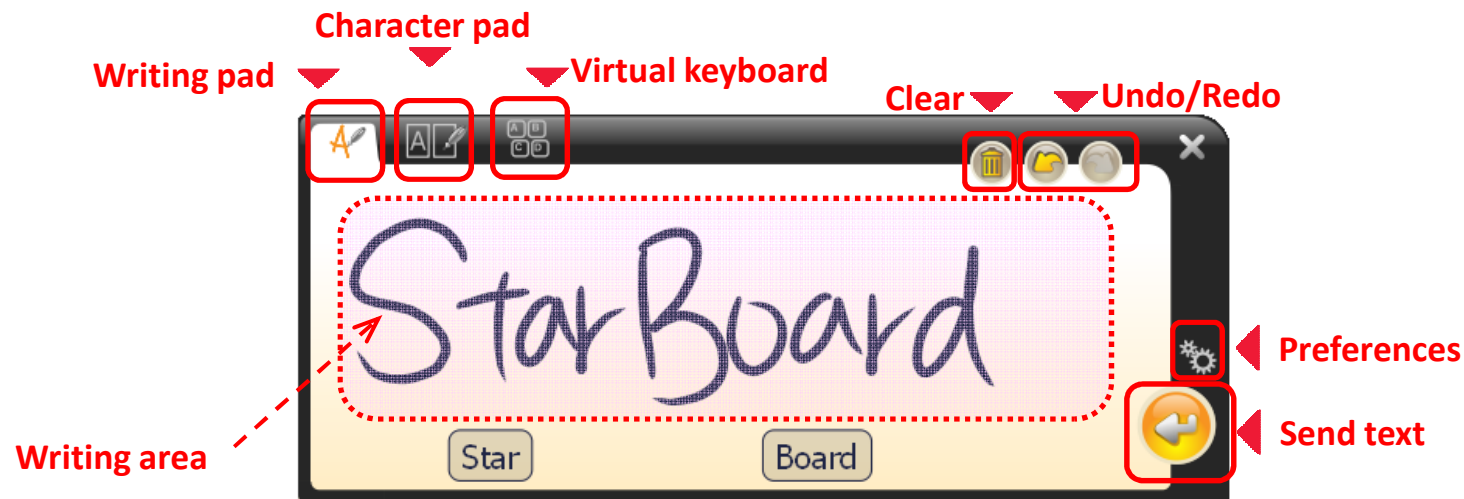 Character pad
Writing pad
Virtual keyboard
Clear
Undo/Redo
A
A
A B
C D
StarBoard
Preferences
Send text
Writing area
Star
Board